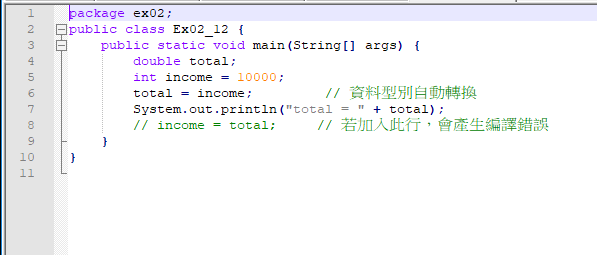 1 package ex02;
2 public class Ex02_12 {
3     public static void main(String[] args) {
4         double total;
5         int income = 10000;
6         total = income;         // 資料型別自動轉換
7         System.out.println("total = " + total);
8         // income = total;     // 若加入此行，會產生編譯錯誤
9     }
10 }
11